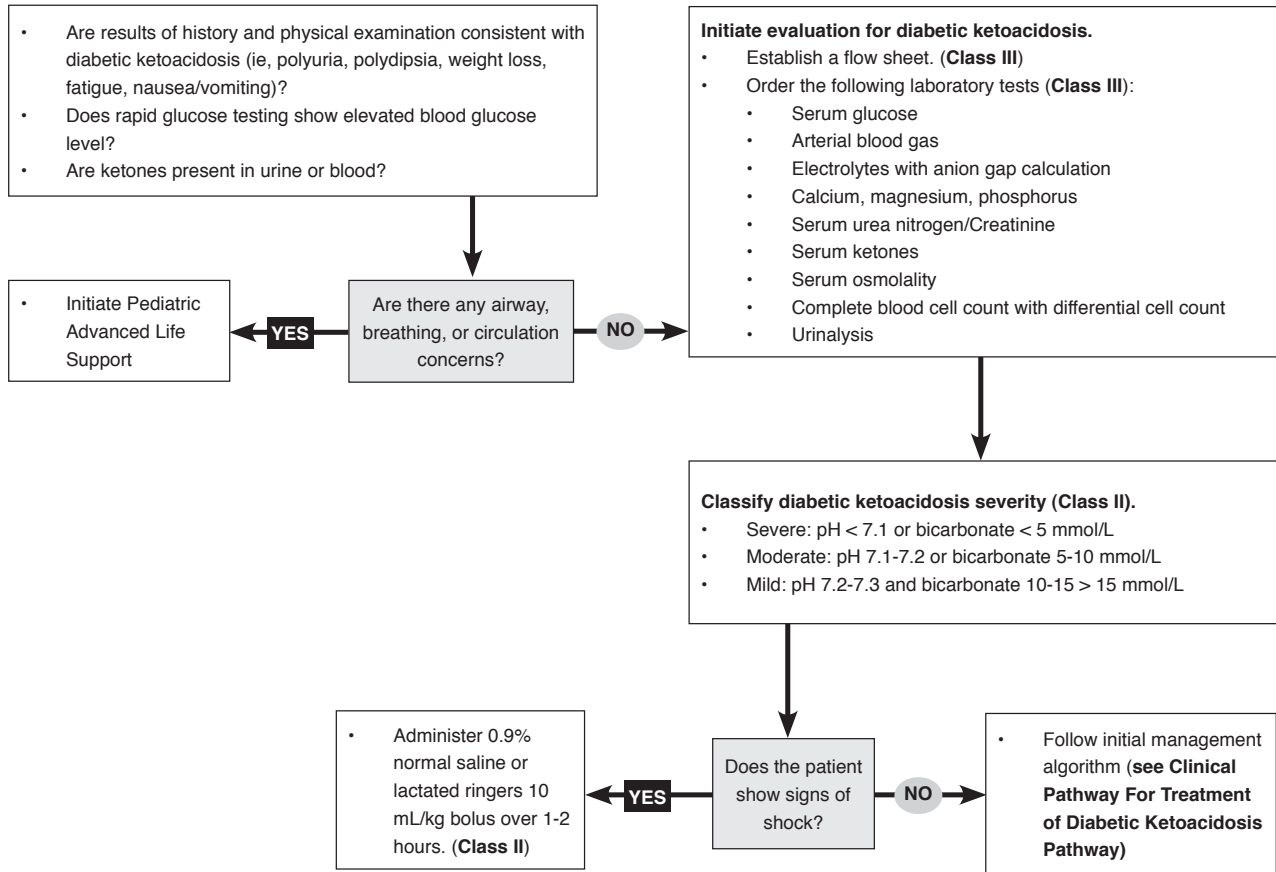 • Are results of history and physical examination consistent with
diabetic ketoacidosis (ie, polyuria, polydipsia, weight loss,
fatigue, nausea/vomiting)?
• Does rapid glucose testing show elevated blood glucose
level?
• Are ketones present in urine or blood?
Are there any airway,
breathing, or circulation
concerns?
YES
• Initiate Pediatric
Advanced Life
Support
NO
Initiate evaluation for diabetic ketoacidosis.
• Establish a flow sheet. (Class III)
• Order the following laboratory tests (Class III):
• Serum glucose
• Arterial blood gas
• Electrolytes with anion gap calculation
• Calcium, magnesium, phosphorus
• Serum urea nitrogen/Creatinine
• Serum ketones
• Serum osmolality
• Complete blood cell count with differential cell count
• Urinalysis
Classify diabetic ketoacidosis severity (Class II).
• Severe: pH < 7.1 or bicarbonate < 5 mmol/L
• Moderate: pH 7.1-7.2 or bicarbonate 5-10 mmol/L
• Mild: pH 7.2-7.3 and bicarbonate 10-15 > 15 mmol/L
Does the patient
show signs of
shock?
YES
• Administer 0.9%
normal saline or
lactated ringers 10
mL/kg bolus over 1-2
hours. (Class II)
NO
• Follow initial management
algorithm (see Clinical
Pathway For Treatment
of Diabetic Ketoacidosis
Pathway)